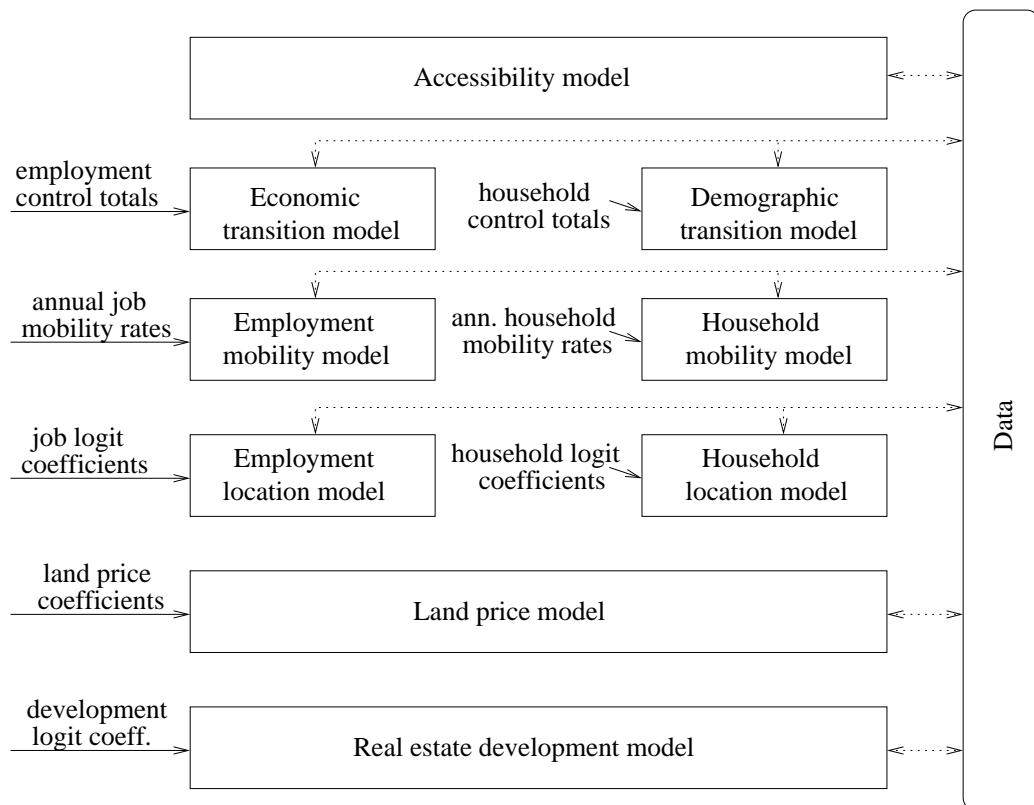 Accessibility model
employment
control totals
Economic
transition model
household
control totals
Demographic
transition model
annual job
mobility rates
Employment
mobility model
ann. household
mobility rates
Household
mobility model
job logit
coefficients
Employment
location model
household logit
coefficients
Household
location model
land price
coefficients
Land price model
development
logit coeff.
Real estate development model
Data